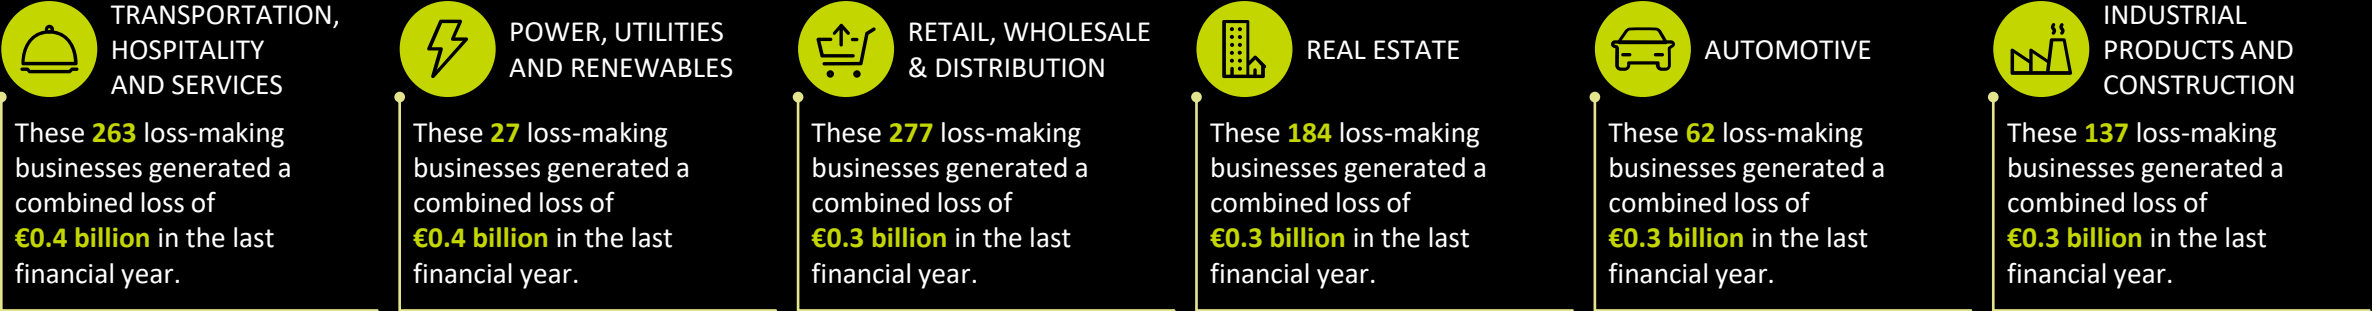 TRANSPORTATION,
HOSPITALITY
AND SERVICES
These 263 loss-making
businesses generated a
combined loss of
€0.4 billion in the last
financial year.
POWER, UTILITIES
AND RENEWABLES
These 27 loss-making
businesses generated a
combined loss of
€0.4 billion in the last
financial year.
RETAIL, WHOLESALE
& DISTRIBUTION
These 277 loss-making
businesses generated a
combined loss of
€0.3 billion in the last
financial year.
REAL ESTATE
These 184 loss-making
businesses generated a
combined loss of
€0.3 billion in the last
financial year.
AUTOMOTIVE
These 62 loss-making
businesses generated a
combined loss of
€0.3 billion in the last
financial year.
INDUSTRIAL
PRODUCTS AND
CONSTRUCTION
These 137 loss-making
businesses generated a
combined loss of
€0.3 billion in the last
financial year.